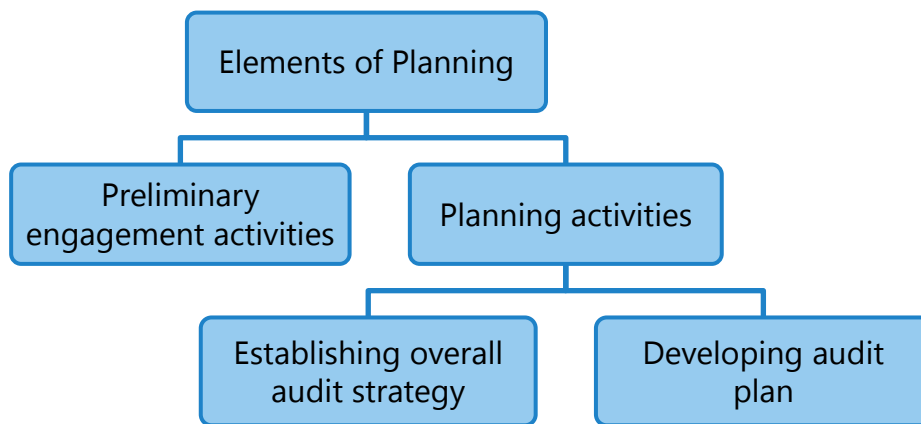 Elements of Planning
Preliminary
engagement activities
Planning activities
Establishing overall
audit strategy
Developing audit
plan